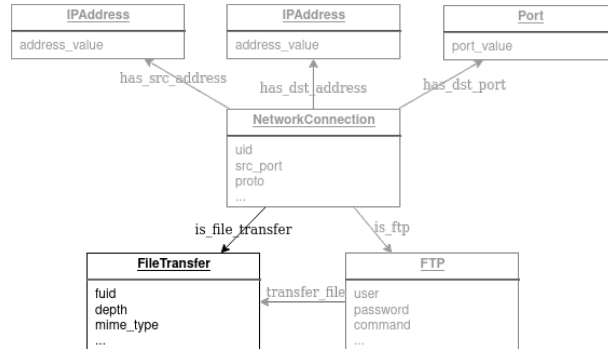 IPAddress
address_value
IPAddress
address_value
Port
port_value
has_src_address
has_dst_address
has_dst_port
NetworkConnection
uid
src_port
proto
...
is_file_transfer
is_ftp
FileTransfer
fuid
depth
mime_type
...
transfer_file
FTP
user
password
command
...